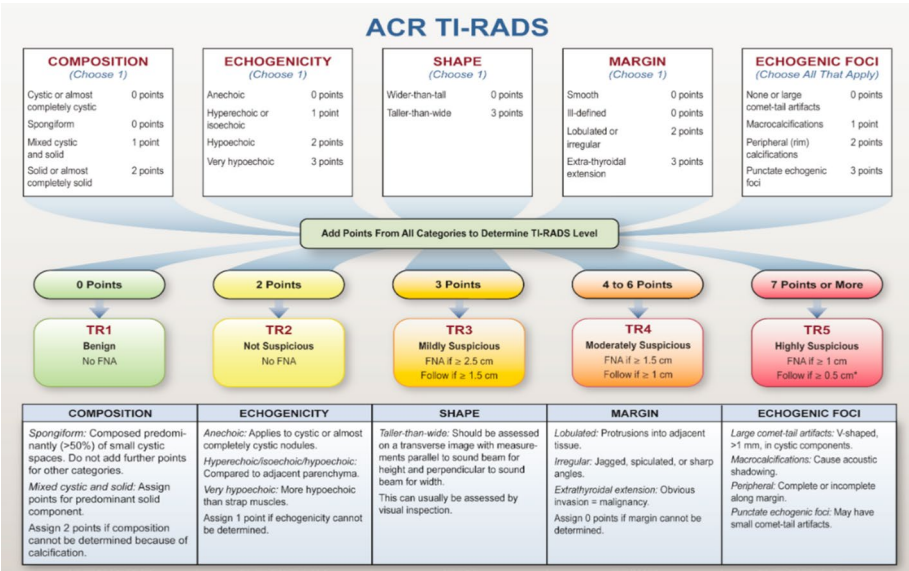 ACR TI-RADS
COMPOSITION
(Choose 1)
Cystic or almost 0 points
completely cystic
Spongiform 0 points
Mixed cystic 1 point
and solid
Solid or almost 2 points
completely solid
ECHOGENICITY
(Choose 1)
Anechoic 0 points
Hyperechoic or 1 point
isoechoic
Hypoechoic 2 points
Very hypoechoic 3 points
SHAPE
(Choose 1)
Wider-than-tall 0 points
Taller-than-wide 3 points
MARGIN
(Choose 1)
Smooth 0 points
Ill-defined 0 points
Lobulated or 2 points
irregular
Extra-thyroidal 3 points
extension
ECHOGENIC FOCI
(Choose All That Apply)
None or large 0 points
comet-tail artifacts
Macrocalcifications 1 point
Peripheral (rim) 2 points
calcifications
Punctate echogenic 3 points
foci
Add Points From All Categories to Determine TI-RADS Level
0 Points
2 Points
3 Points
4 to 6 Points
7 Points or More
TR1
Benign
No FNA
TR2
Not Suspicious
No FNA
TR3
Mildly Suspicious
FNA if ≥ 2.5 cm
Follow if ≥ 1.5 cm
TR4
Moderately Suspicious
FNA if ≥ 1.5 cm
Follow if ≥ 1 cm
TR5
Highly Suspicious
FNA if ≥ 1 cm
Follow if ≥ 0.5 cm*
COMPOSITION
Spongiform: Composed predomi-
nantly (>50%) of small cystic
spaces. Do not add further points
for other categories.
Mixed cystic and solid: Assign
points for predominant solid
component.
Assign 2 points if composition
cannot be determined because of
calcification.
ECHOGENICITY
Anechoic: Applies to cystic or almost
completely cystic nodules.
Hyperechoic/isoechoic/hypoechoic:
Compared to adjacent parenchyma.
Very hypoechoic: More hypoechoic
than strap muscles.
Assign 1 point if echogenicity cannot
be determined.
SHAPE
Taller-than-wide: Should be assessed
on a transverse image with measure-
ments parallel to sound beam for
height and perpendicular to sound
beam for width.
This can usually be assessed by
visual inspection.
MARGIN
Lobulated: Protrusions into adjacent
tissue.
Irregular: Jagged, spiculated, or sharp
angles.
Extrathyroidal extension: Obvious
invasion = malignancy.
Assign 0 points if margin cannot be
determined.
ECHOGENIC FOCI
Large comet-tail artifacts: V-shaped,
>1 mm, in cystic components.
Macrocalcifications: Cause acoustic
shadowing.
Peripheral: Complete or incomplete
along margin.
Punctate echogenic foci: May have
small comet-tail artifacts.